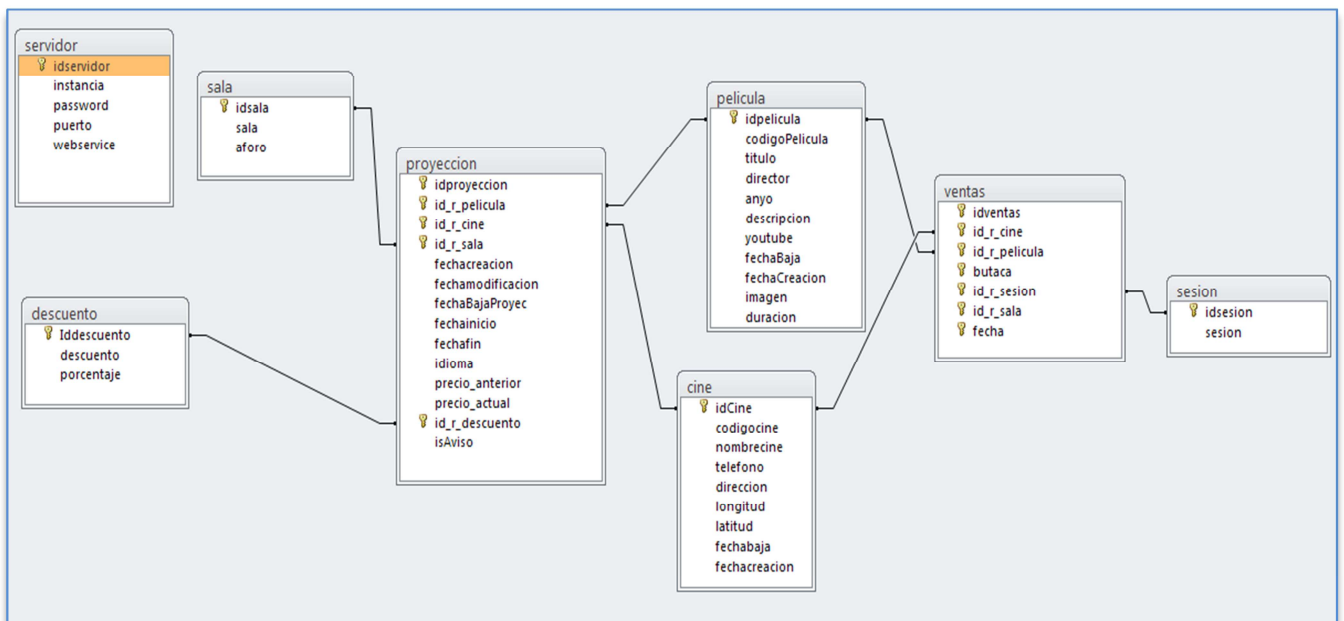 servidor
idservidor
instancia
password
puerto
webservice
sala
idsala
sala
aforo
descuento
Iddescuento
descuento
porcentaje
proyeccion
idproyeccion
id_r_pelicula
id_r_cine
id_r_sala
fechacreacion
fechamodificacion
fechaBajaProyec
fechainicio
fechafin
idioma
precio_anterior
precio_actual
id_r_descuento
isAviso
pelicula
idpelicula
codigoPelicula
titulo
director
anyo
descripcion
youtube
fechaBaja
fechaCreacion
imagen
duracion
cine
idCine
codigocine
nombrecine
telefono
direccion
longitud
latitud
fechabaja
fechacreacion
ventas
idventas
id_r_cine
id_r_pelicula
butaca
id_r_sesion
id_r_sala
fecha
sesion
idsesion
sesion